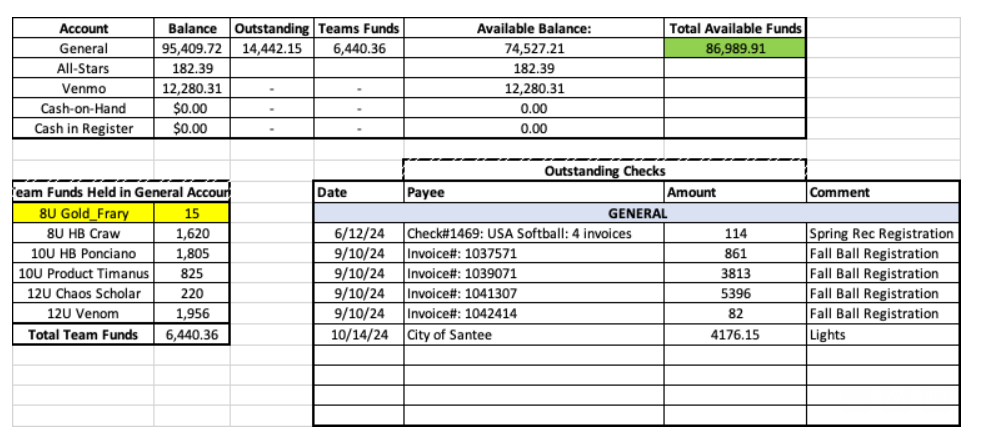 Account Balance Outstanding Teams Funds Available Balance: Total Available Funds
General 95,409.72 14,442.15 6,440.36 74,527.21 86,989.91
All-Stars 182.39 182.39
Venmo 12,280.31 - - 12,280.31
Cash-on-Hand $0.00 - - 0.00
Cash in Register $0.00 - - 0.00
Outstanding Checks
eam Funds Held in General Accoun Date Payee Amount Comment
8U Gold_Frary 15 GENERAL
8U HB Craw 1,620 6/12/24 Check#1469: USA Softball: 4 invoices 114 Spring Rec Registration
10U HB Ponciano 1,805 9/10/24 Invoice#: 1037571 861 Fall Ball Registration
10U Product Timanus 825 9/10/24 Invoice#: 1039071 3813 Fall Ball Registration
12U Chaos Scholar 220 9/10/24 Invoice#: 1041307 5396 Fall Ball Registration
12U Venom 1,956 9/10/24 Invoice#: 1042414 82 Fall Ball Registration
Total Team Funds 6,440.36 10/14/24 City of Santee 4176.15 Lights